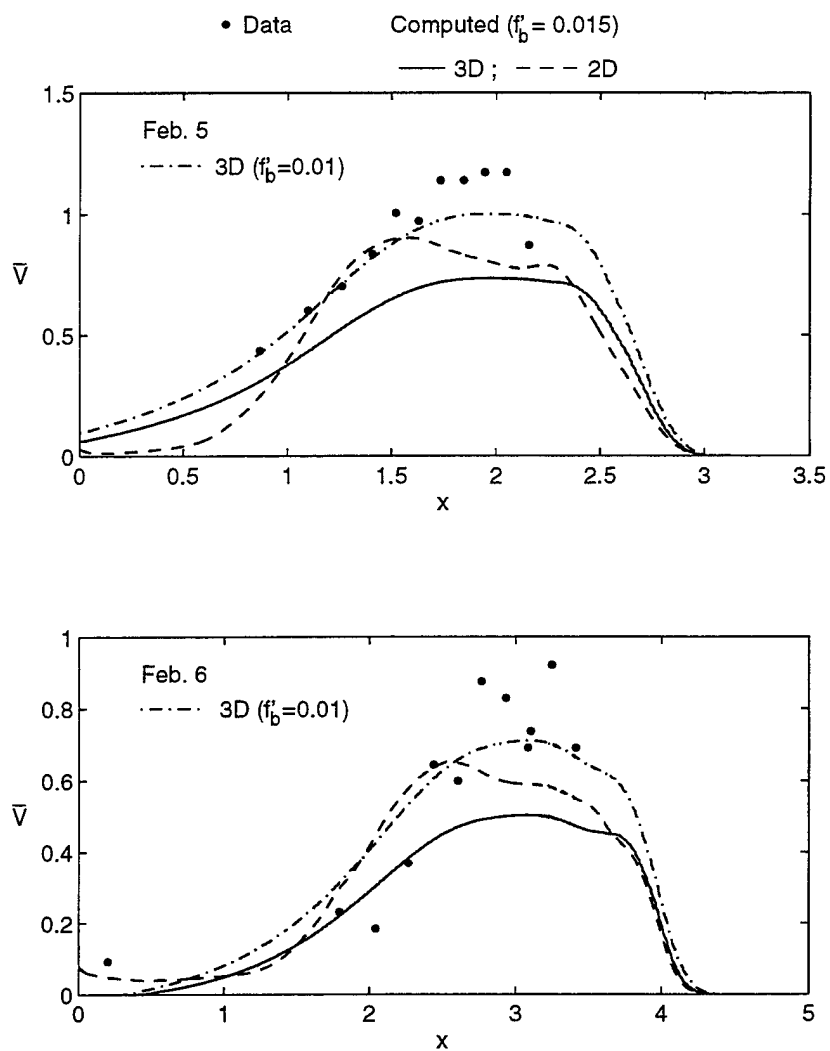 • Data Computed (f'b = 0.015)
3D ; 2D
1.5
Feb. 5
3D (f'b=0.01)
1
V̅
0.5
0
0 0.5 1 1.5 2 2.5 3 3.5
x
1
Feb. 6
3D (f'b=0.01)
0.8
0.6
V̅
0.4
0.2
0
0 1 2 3 4 5
x